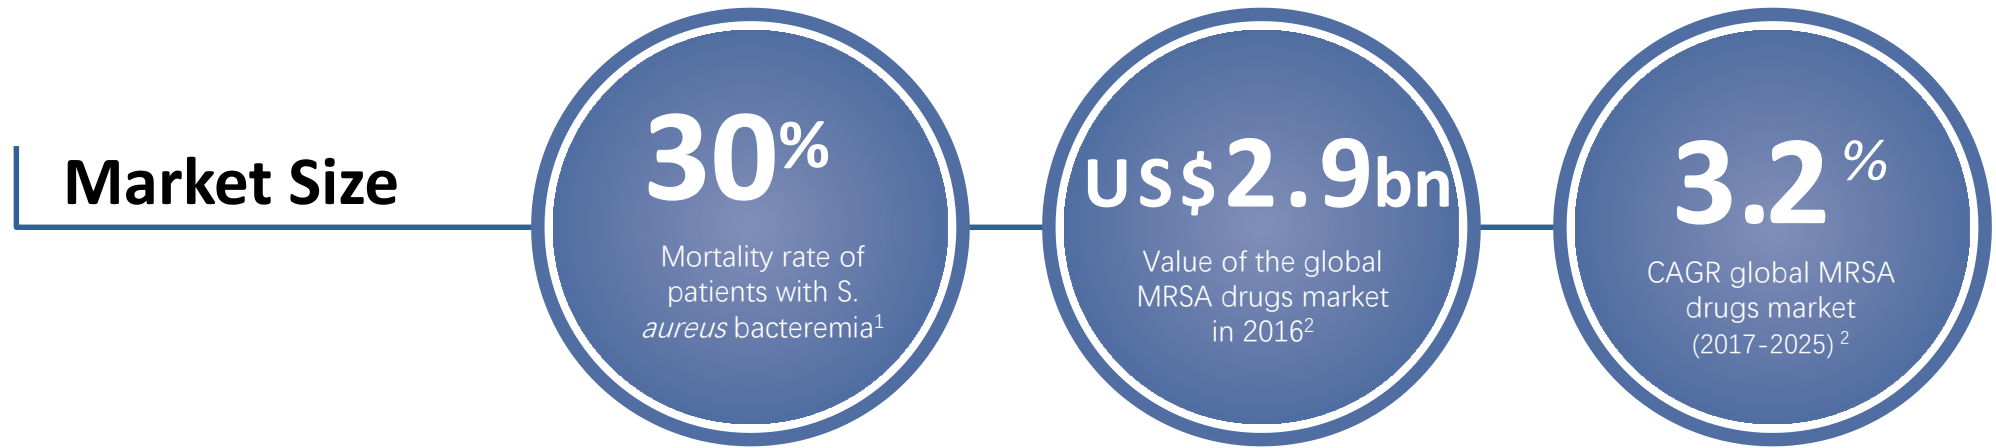 Market Size
30%
Mortality rate of
patients with S.
aureus bacteremia¹
US$2.9bn
Value of the global
MRSA drugs market
in 2016²
3.2%
CAGR global MRSA
drugs market
(2017-2025) ²